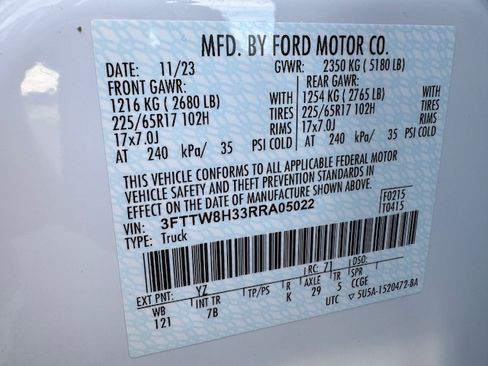 MFD. BY FORD MOTOR CO.
DATE: 11/23 GVWR: 2350 KG ( 5180 LB)
FRONT GAWR: REAR GAWR:
1216 KG ( 2680 LB) WITH 1254 KG ( 2765 LB) WITH
225/65R17 102H TIRES 225/65R17 102H TIRES
17x7.0J RIMS 17x7.0J RIMS
AT 240 kPa/ 35 PSI COLD AT 240 kPa/ 35 PSI COLD
THIS VEHICLE CONFORMS TO ALL APPLICABLE FEDERAL MOTOR
VEHICLE SAFETY AND THEFT PREVENTION STANDARDS IN
EFFECT ON THE DATE OF MANUFACTURE SHOWN ABOVE.
VIN: 3FTTW8H33RRA05022 F0215
TYPE: Truck T0415
EXT PNT: YZ RC: 71 DSO:
WB INT TR TP/PS R AXLE TR SPR
121 7B K 29 5 CCGE
UTC ▽ 5U5A-1520472-BA